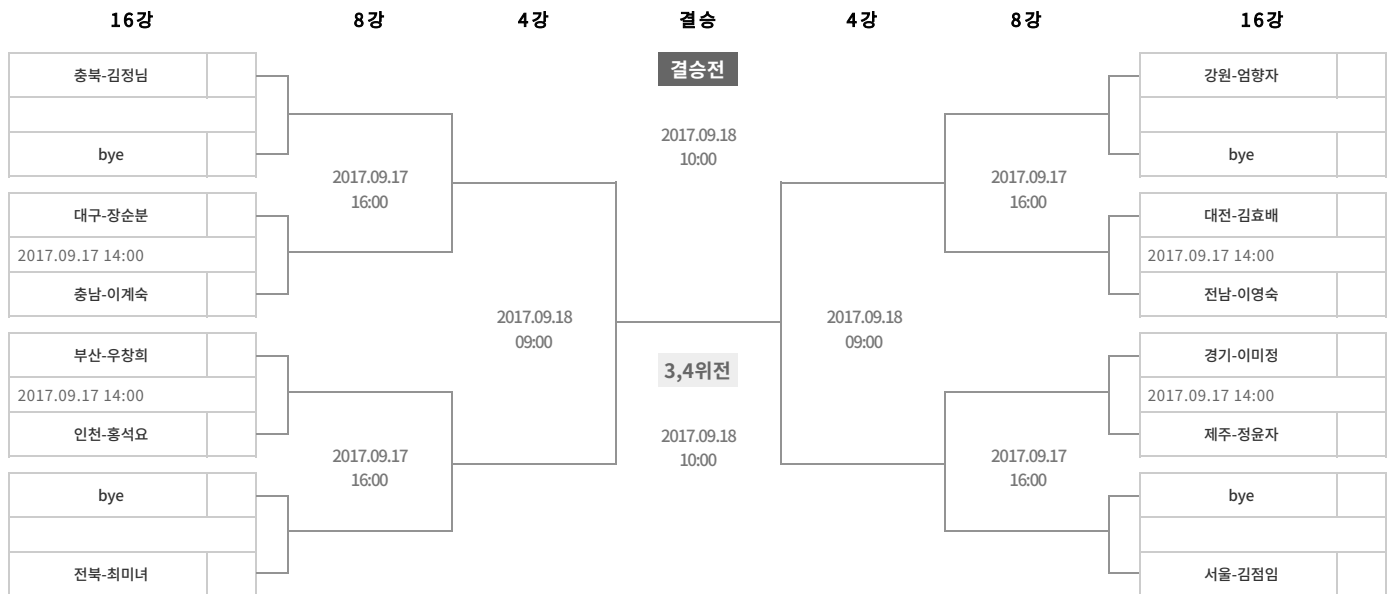 16강 8강 4강 결승 4강 8강 16강
충북-김정님
bye
대구-장순분
2017.09.17 14:00
충남-이계숙
부산-우창희
2017.09.17 14:00
인천-홍석요
bye
전북-최미녀
2017.09.17
16:00
2017.09.17
16:00
2017.09.18
09:00
결승전
2017.09.18
10:00
3,4위전
2017.09.18
10:00
2017.09.18
09:00
2017.09.17
16:00
2017.09.17
16:00
강원-엄향자
bye
대전-김효배
2017.09.17 14:00
전남-이영숙
경기-이미정
2017.09.17 14:00
제주-정윤자
bye
서울-김점임